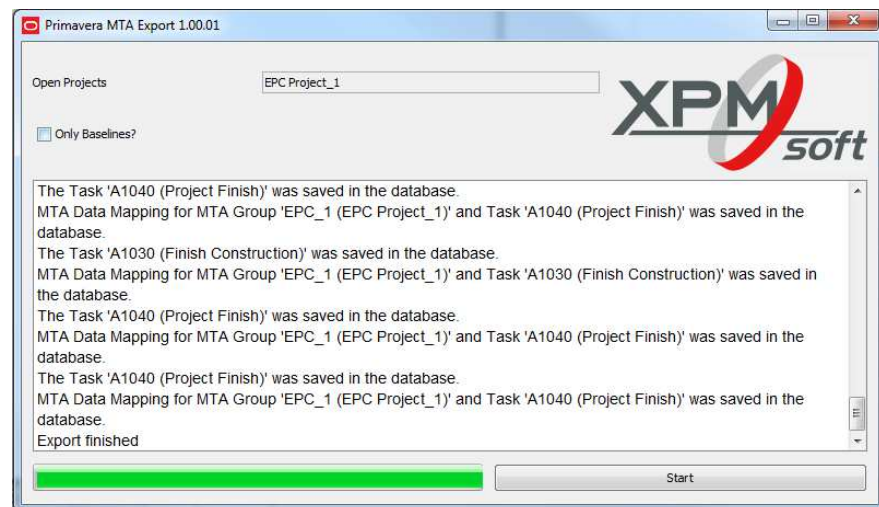 Primavera MTA Export 1.00.01
Open Projects
EPC Project_1
XPM
soft
Only Baselines?
The Task 'A1040 (Project Finish)' was saved in the database.
MTA Data Mapping for MTA Group 'EPC_1 (EPC Project_1)' and Task 'A1040 (Project Finish)' was saved in the
database.
The Task 'A1030 (Finish Construction)' was saved in the database.
MTA Data Mapping for MTA Group 'EPC_1 (EPC Project_1)' and Task 'A1030 (Finish Construction)' was saved in
the database.
The Task 'A1040 (Project Finish)' was saved in the database.
MTA Data Mapping for MTA Group 'EPC_1 (EPC Project_1)' and Task 'A1040 (Project Finish)' was saved in the
database.
The Task 'A1040 (Project Finish)' was saved in the database.
MTA Data Mapping for MTA Group 'EPC_1 (EPC Project_1)' and Task 'A1040 (Project Finish)' was saved in the
database.
Export finished
Start